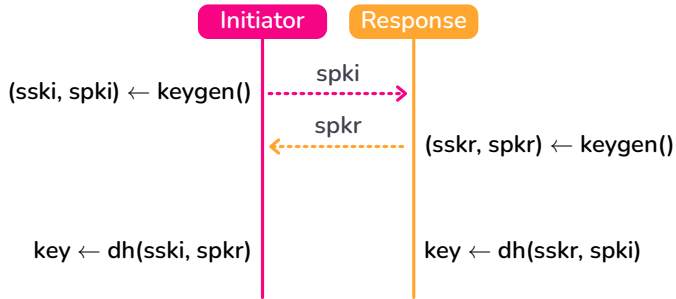 Initiator
Response
spki
(sski, spki) ← keygen()
spkr
(sskr, spkr) ← keygen()
key ← dh(sski, spkr)
key ← dh(sskr, spki)